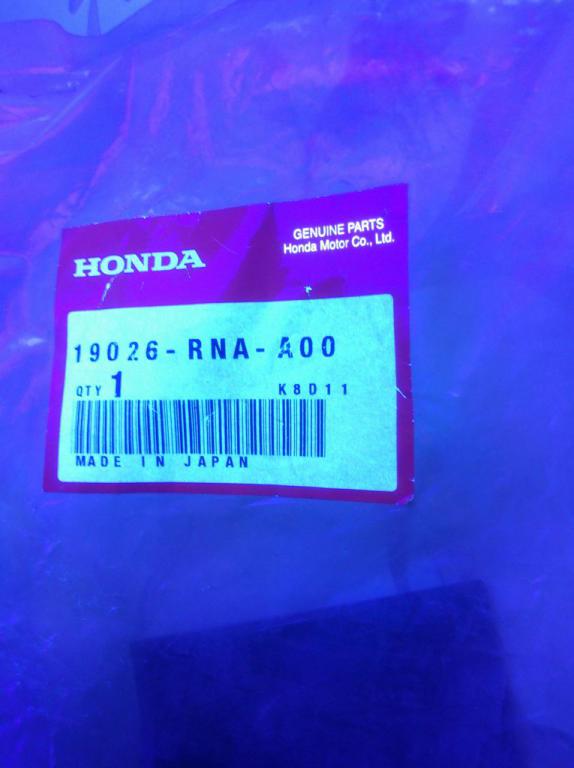 GENUINE PARTS
HONDA
Honda Motor Co., Ltd.
19026-RNA-A00
QTY 1
K8D11
MADE IN JAPAN